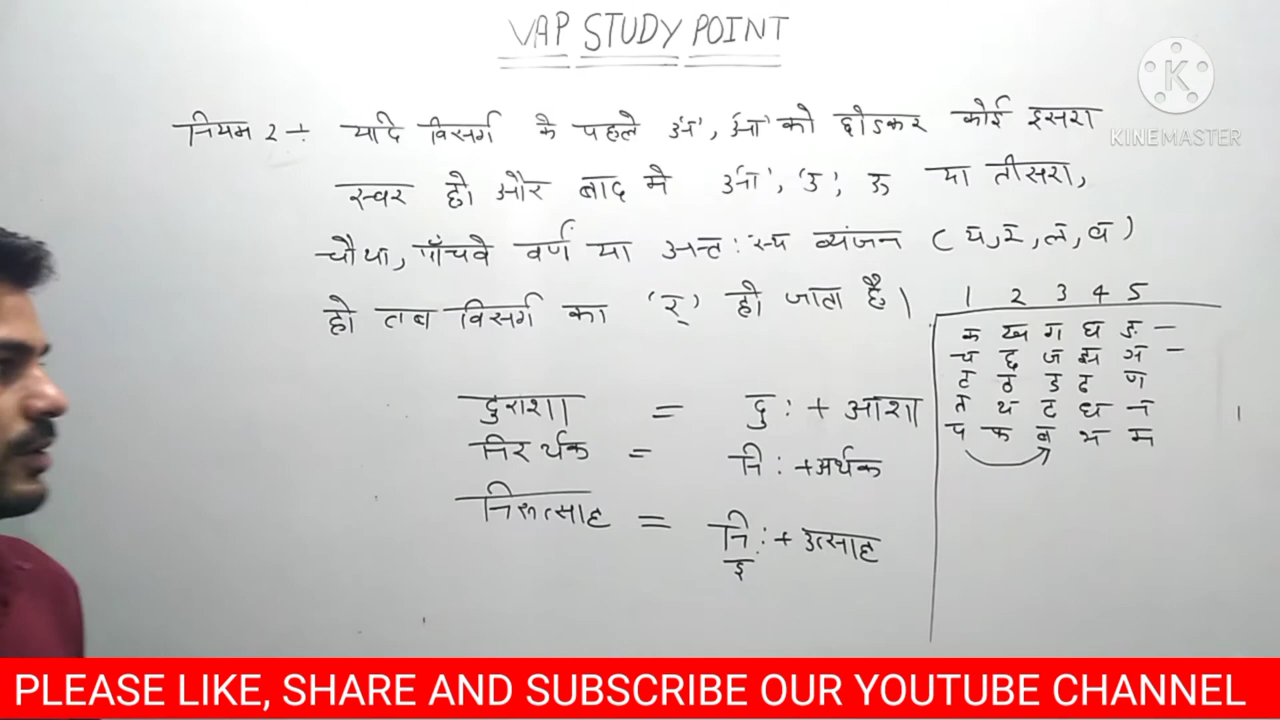 VAP STUDY POINT
K
KINEMASTER
नियम 2 ÷ यदि विसर्ग के पहले 'अ', 'आ' को छोडकर कोई दूसरा
स्वर हो और बाद मे 'आ', 'उ', ऊ या तीसरा,
चौथा, पाँचवे वर्ण या अन्त:स्थ व्यंजन ( य, र, ल, व )
हो तब विसर्ग का 'र्' हो जाता है।
1 2 3 4 5
क ख ग घ ङ –
च छ ज झ ञ –
ट ठ ड ढ ण
त थ द ध न
प फ ब भ म
दुराशा = दु: + आशा
निरर्थक = नि: + अर्थक
निरूत्साह = नि: + उत्साह
इ
PLEASE LIKE, SHARE AND SUBSCRIBE OUR YOUTUBE CHANNEL